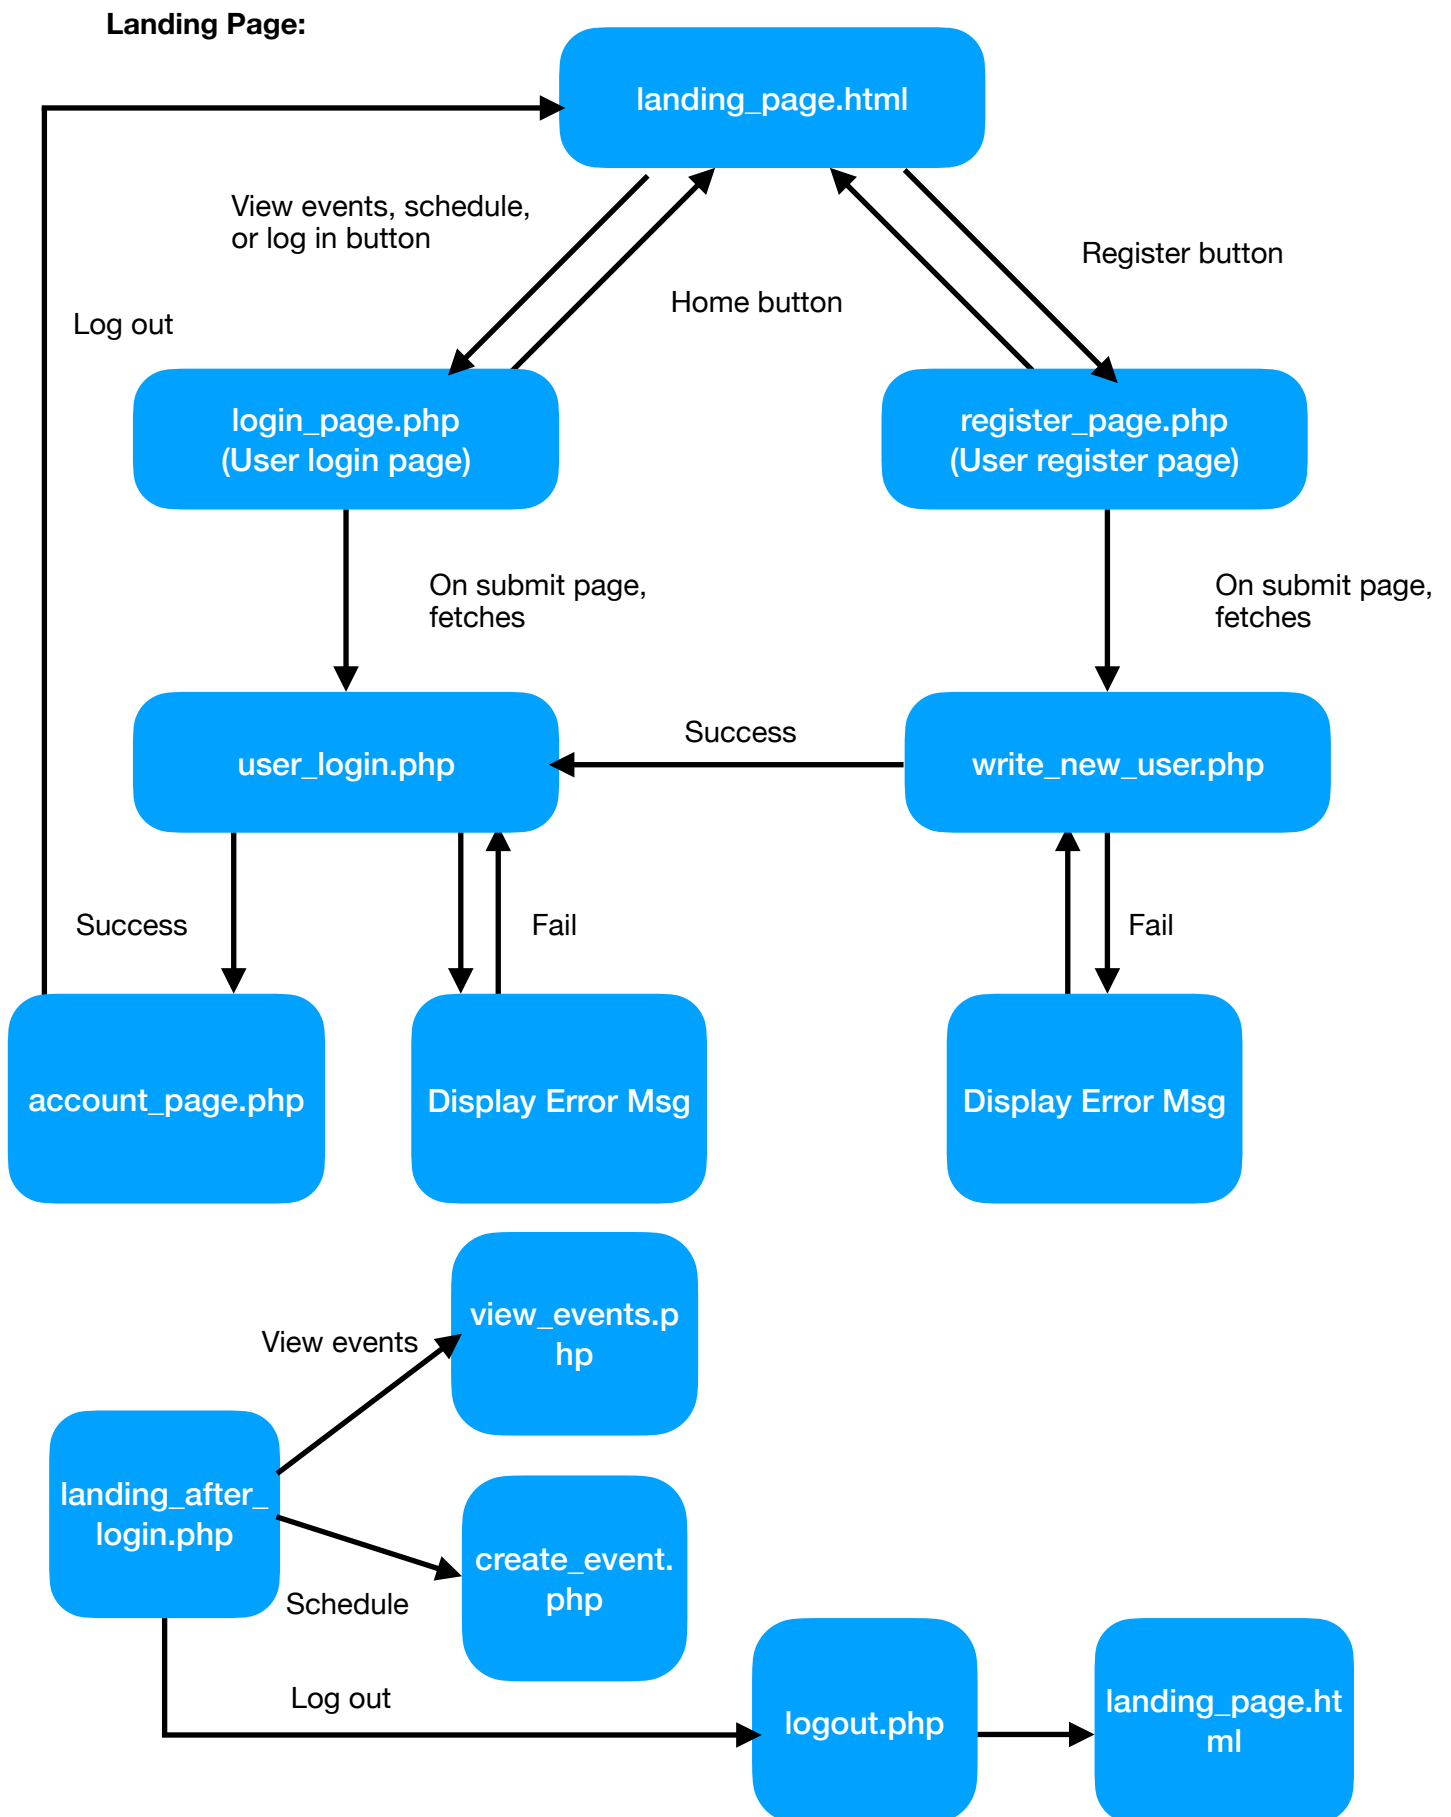 Landing Page:
landing_page.html
View events, schedule,
or log in button
Register button
Home button
Log out
login_page.php
(User login page)
register_page.php
(User register page)
On submit page,
fetches
On submit page,
fetches
Success
user_login.php
write_new_user.php
Success
Fail
Fail
account_page.php
Display Error Msg
Display Error Msg
view_events.p
hp
View events
landing_after_
login.php
create_event.
php
Schedule
Log out
logout.php
landing_page.ht
ml